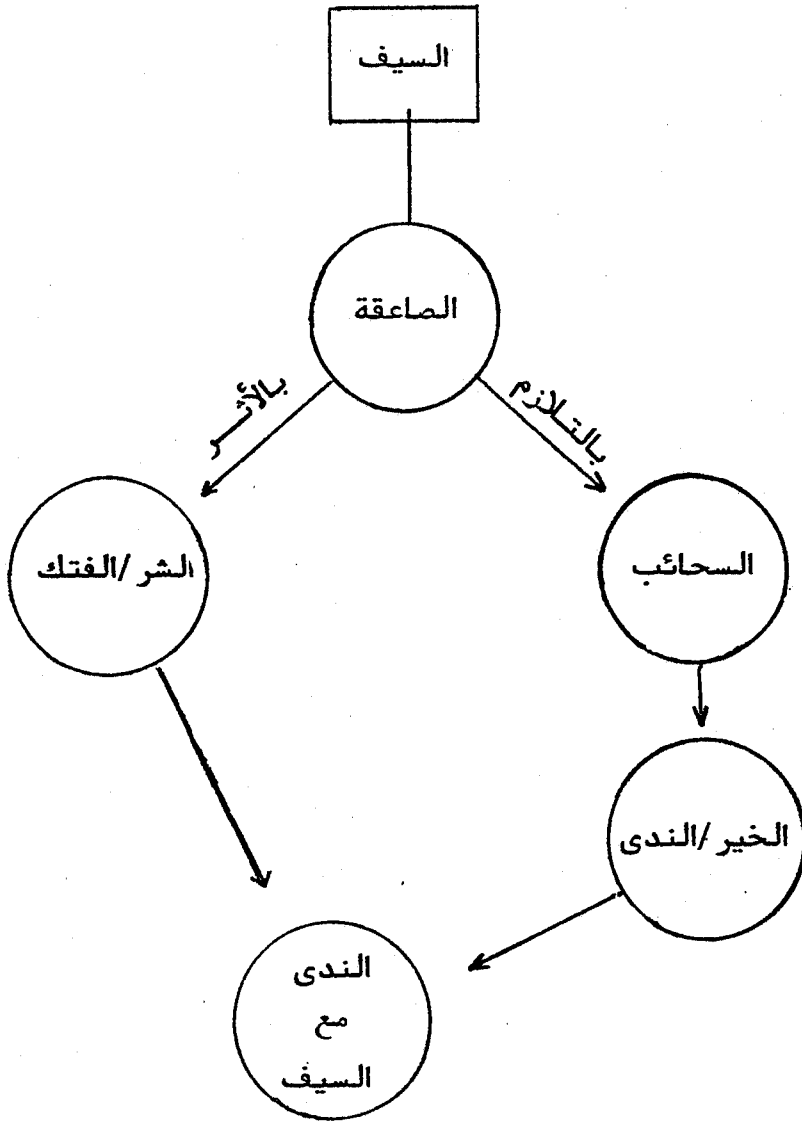 السيف
الصاعقة
بالتلازم
بالأثر
السحائب
الشر/الفتك
الخير/الندى
الندى
مع
السيف